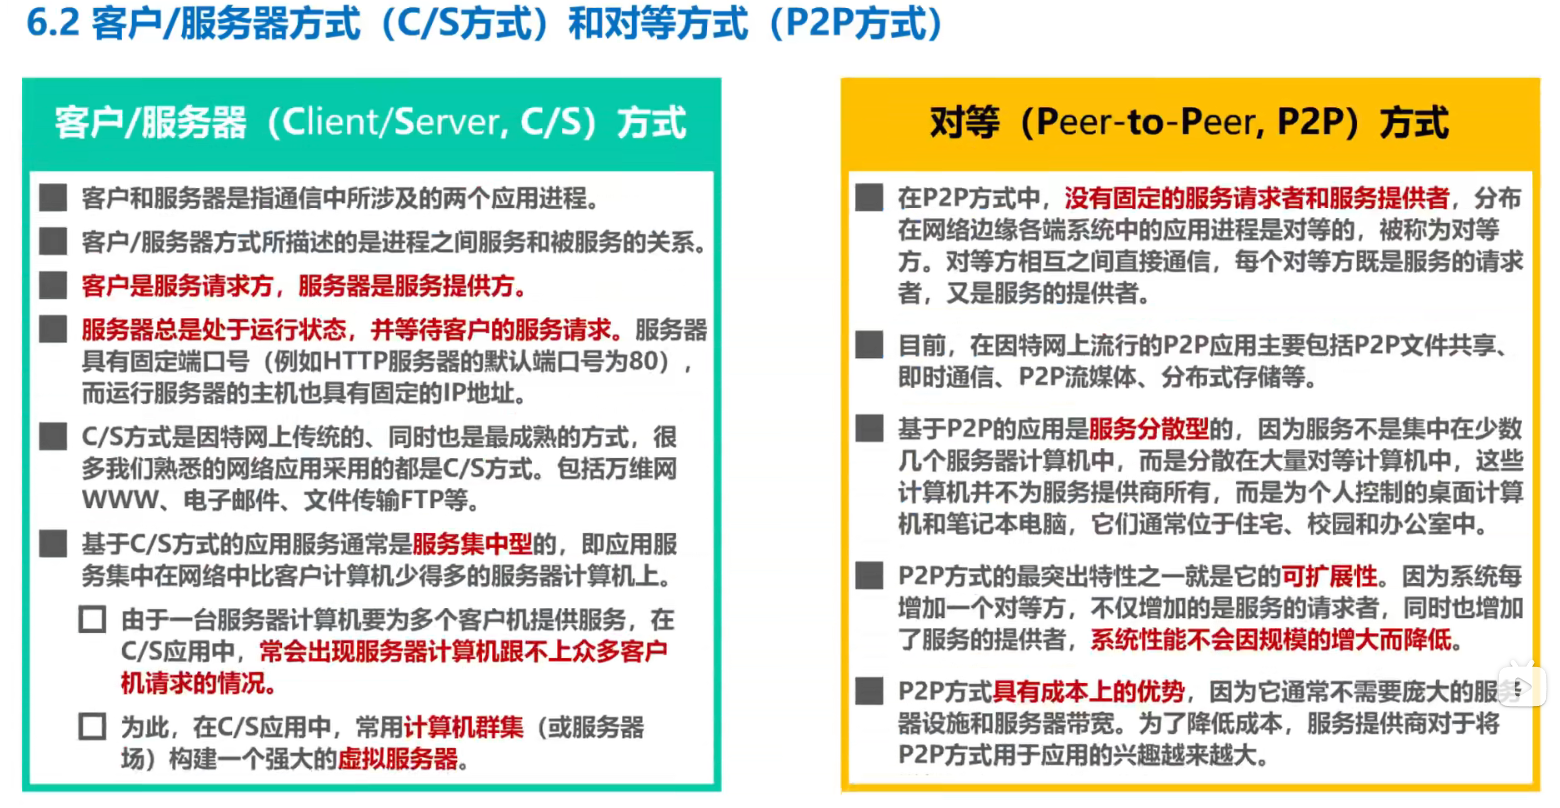 6.2 客户/服务器方式（C/S方式）和对等方式（P2P方式）
客户/服务器（Client/Server, C/S）方式
客户和服务器是指通信中所涉及的两个应用进程。
客户/服务器方式所描述的是进程之间服务和被服务的关系。
客户是服务请求方，服务器是服务提供方。
服务器总是处于运行状态，并等待客户的服务请求。服务器
具有固定端口号（例如HTTP服务器的默认端口号为80），
而运行服务器的主机也具有固定的IP地址。
C/S方式是因特网上传统的、同时也是最成熟的方式，很
多我们熟悉的网络应用采用的都是C/S方式。包括万维网
WWW、电子邮件、文件传输FTP等。
基于C/S方式的应用服务通常是服务集中型的，即应用服
务集中在网络中比客户计算机少得多的服务器计算机上。
由于一台服务器计算机要为多个客户机提供服务，在
C/S应用中，常会出现服务器计算机跟不上众多客户
机请求的情况。
为此，在C/S应用中，常用计算机群集（或服务器
场）构建一个强大的虚拟服务器。
对等（Peer-to-Peer, P2P）方式
在P2P方式中，没有固定的服务请求者和服务提供者，分布
在网络边缘各端系统中的应用进程是对等的，被称为对等
方。对等方相互之间直接通信，每个对等方既是服务的请求
者，又是服务的提供者。
目前，在因特网上流行的P2P应用主要包括P2P文件共享、
即时通信、P2P流媒体、分布式存储等。
基于P2P的应用是服务分散型的，因为服务不是集中在少数
几个服务器计算机中，而是分散在大量对等计算机中，这些
计算机并不为服务提供商所有，而是为个人控制的桌面计算
机和笔记本电脑，它们通常位于住宅、校园和办公室中。
P2P方式的最突出特性之一就是它的可扩展性。因为系统每
增加一个对等方，不仅增加的是服务的请求者，同时也增加
了服务的提供者，系统性能不会因规模的增大而降低。
P2P方式具有成本上的优势，因为它通常不需要庞大的服务
器设施和服务器带宽。为了降低成本，服务提供商对于将
P2P方式用于应用的兴趣越来越大。